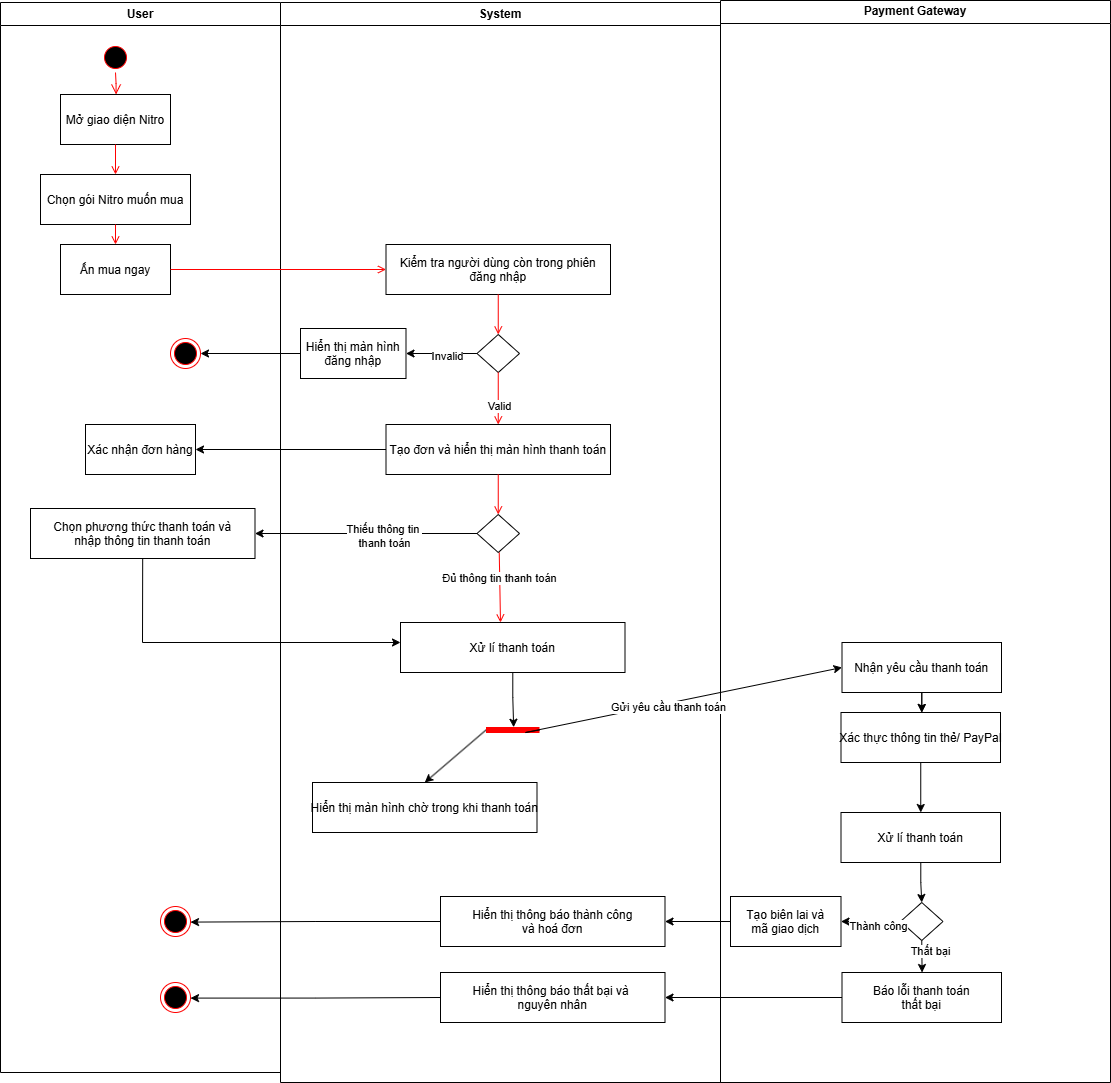 User
System
Payment Gateway
Mở giao diện Nitro
Chọn gói Nitro muốn mua
Ấn mua ngay
Kiểm tra người dùng còn trong phiên
đăng nhập
Hiển thị màn hình
đăng nhập
Invalid
Valid
Xác nhận đơn hàng
Tạo đơn và hiển thị màn hình thanh toán
Chọn phương thức thanh toán và
nhập thông tin thanh toán
Thiếu thông tin
thanh toán
Đủ thông tin thanh toán
Xử lí thanh toán
Nhận yêu cầu thanh toán
Gửi yêu cầu thanh toán
Xác thực thông tin thẻ/ PayPal
Hiển thị màn hình chờ trong khi thanh toán
Xử lí thanh toán
Hiển thị thông báo thành công
và hoá đơn
Tạo biên lai và
mã giao dịch
Thành công
Thất bại
Hiển thị thông báo thất bại và
nguyên nhân
Báo lỗi thanh toán
thất bại